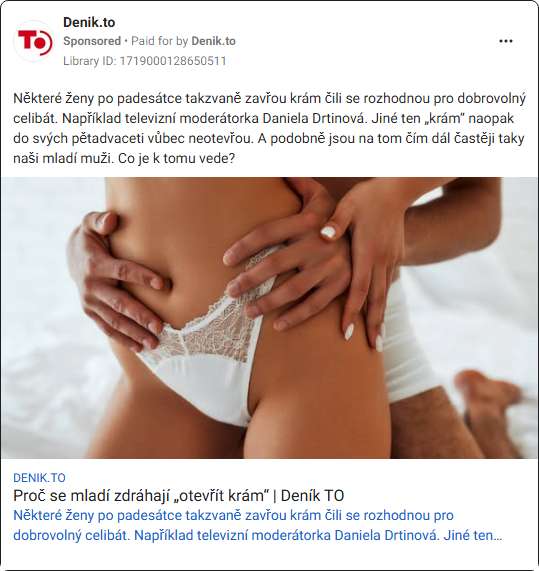 Denik.to
Sponsored • Paid for by Denik.to
Library ID: 1719000128650511
Některé ženy po padesátce takzvaně zavřou krám čili se rozhodnou pro dobrovolný
celibát. Například televizní moderátorka Daniela Drtinová. Jiné ten „krám“ naopak
do svých pětadvaceti vůbec neotevřou. A podobně jsou na tom čím dál častěji taky
naši mladí muži. Co je k tomu vede?
DENIK.TO
Proč se mladí zdráhají „otevřít krám“ | Deník TO
Některé ženy po padesátce takzvaně zavřou krám čili se rozhodnou pro
dobrovolný celibát. Například televizní moderátorka Daniela Drtinová. Jiné ten...